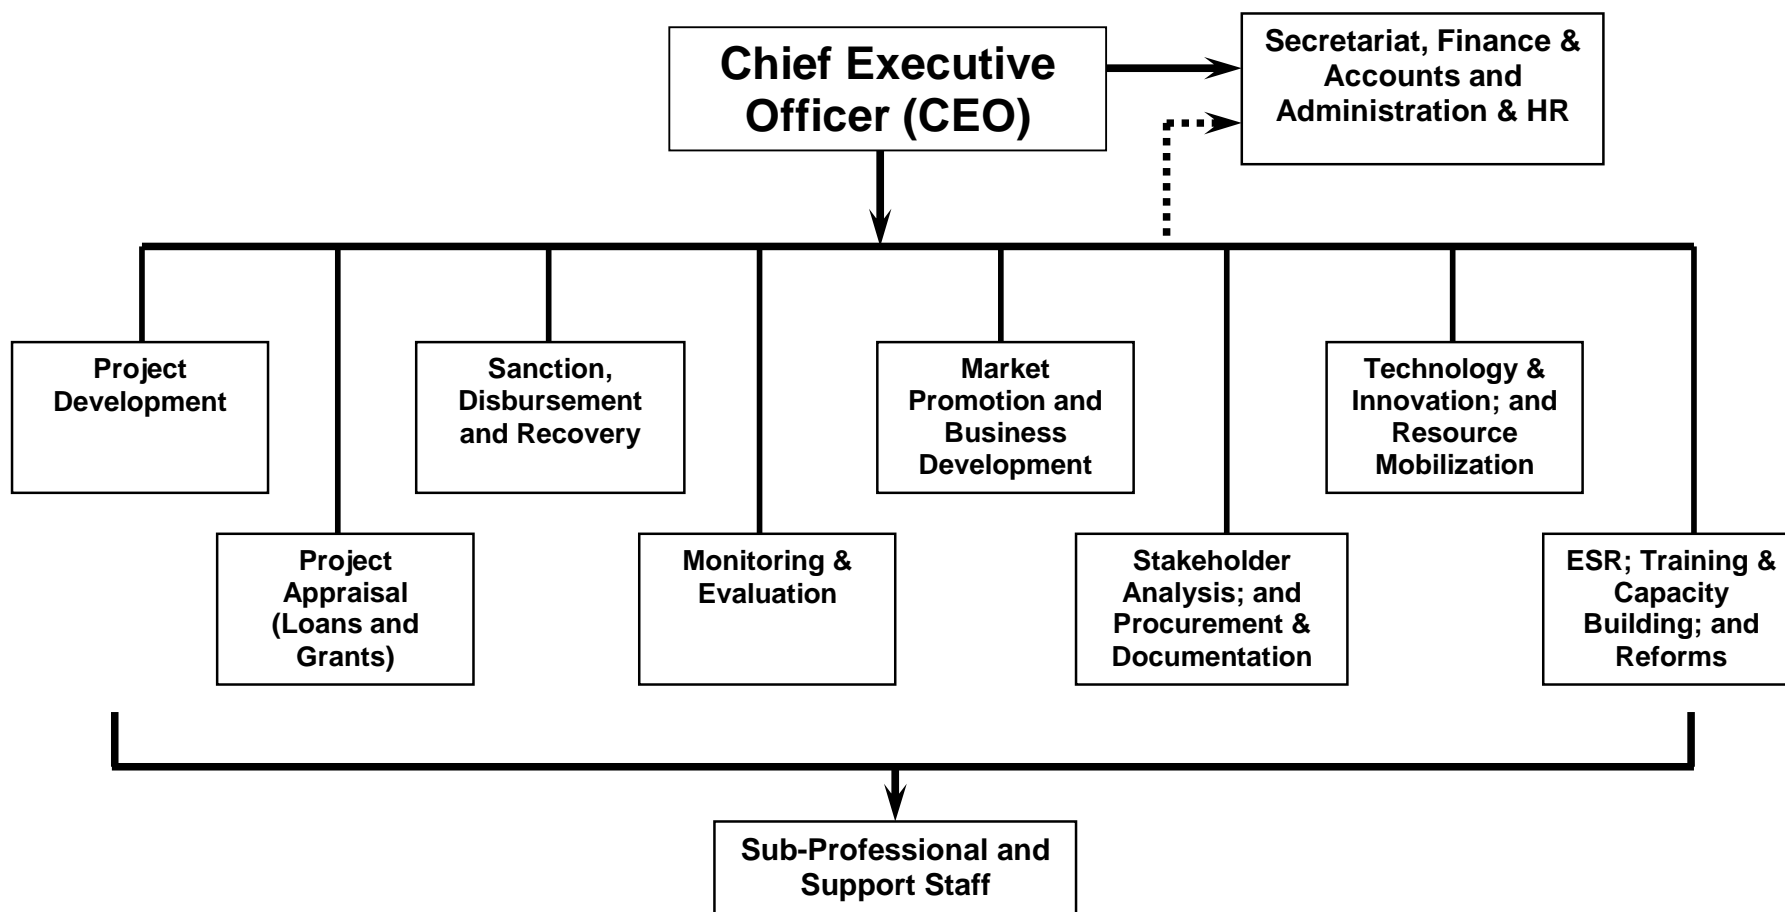 Chief Executive
Officer (CEO)
Secretariat, Finance &
Accounts and
Administration & HR
Project
Development
Sanction,
Disbursement
and Recovery
Market
Promotion and
Business
Development
Technology &
Innovation; and
Resource
Mobilization
Project
Appraisal
(Loans and
Grants)
Monitoring &
Evaluation
Stakeholder
Analysis; and
Procurement &
Documentation
ESR; Training &
Capacity
Building; and
Reforms
Sub-Professional and
Support Staff